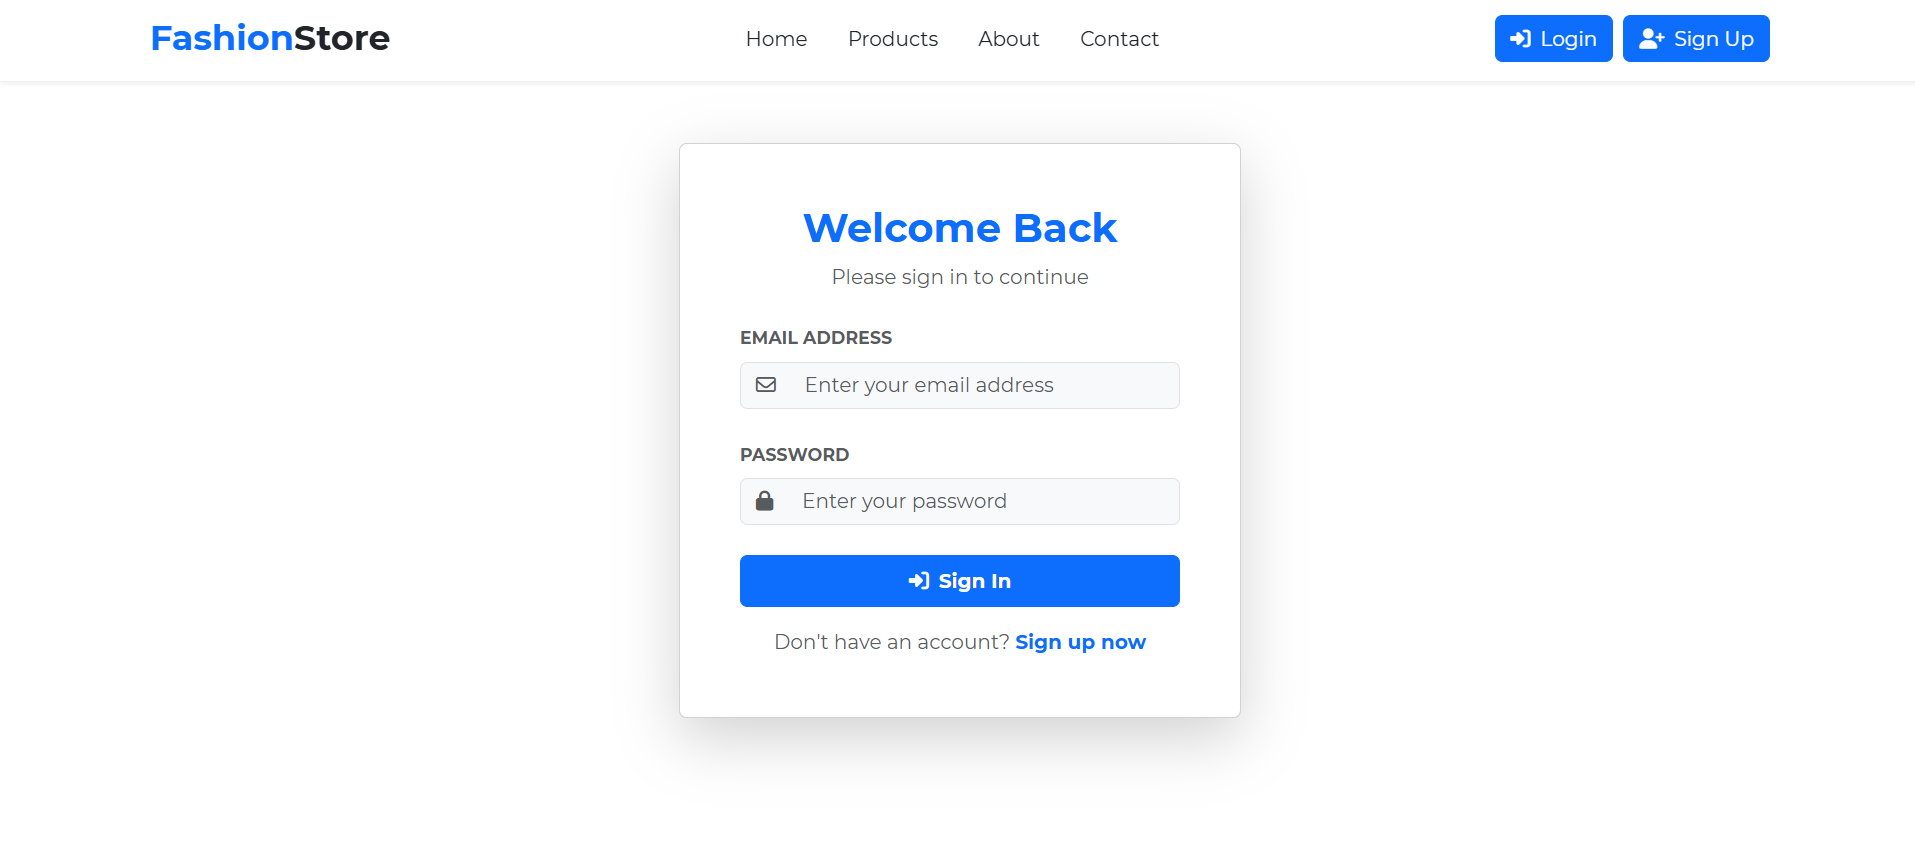 FashionStore
Home Products About Contact
Login Sign Up
Welcome Back
Please sign in to continue
EMAIL ADDRESS
Enter your email address
PASSWORD
Enter your password
Sign In
Don't have an account? Sign up now